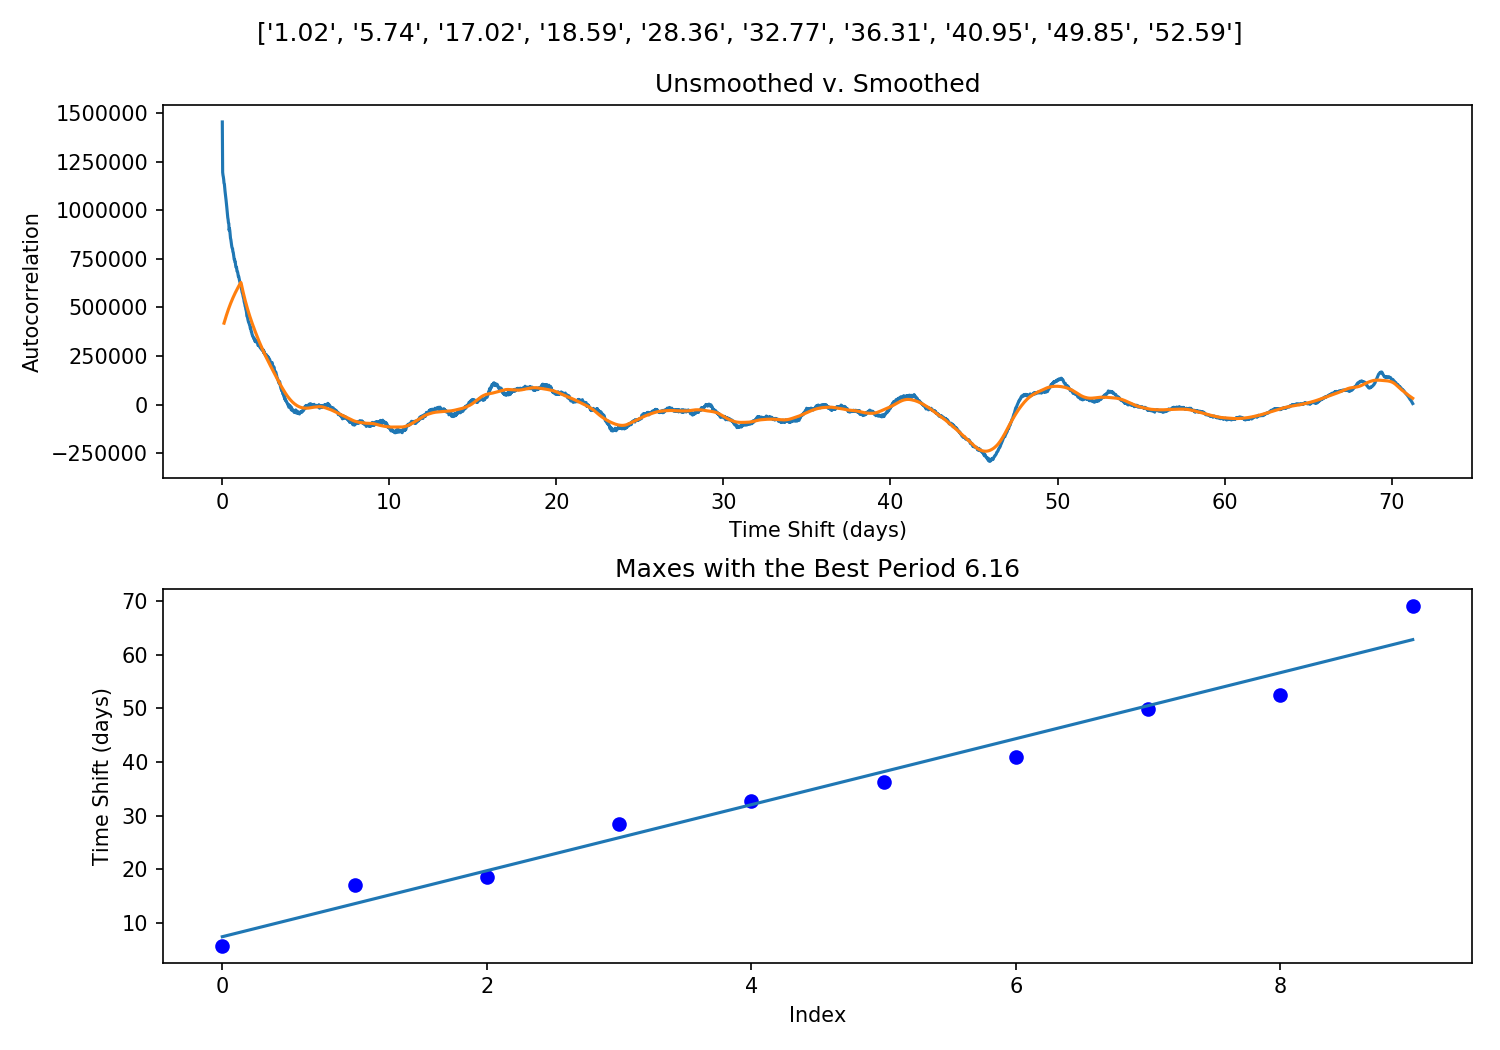 ['1.02', '5.74', '17.02', '18.59', '28.36', '32.77', '36.31', '40.95', '49.85', '52.59']
Unsmoothed v. Smoothed
1500000
1250000
1000000
750000
500000
250000
0
−250000
Autocorrelation
0 10 20 30 40 50 60 70
Time Shift (days)
Maxes with the Best Period 6.16
70
60
50
40
30
20
10
Time Shift (days)
0 2 4 6 8
Index